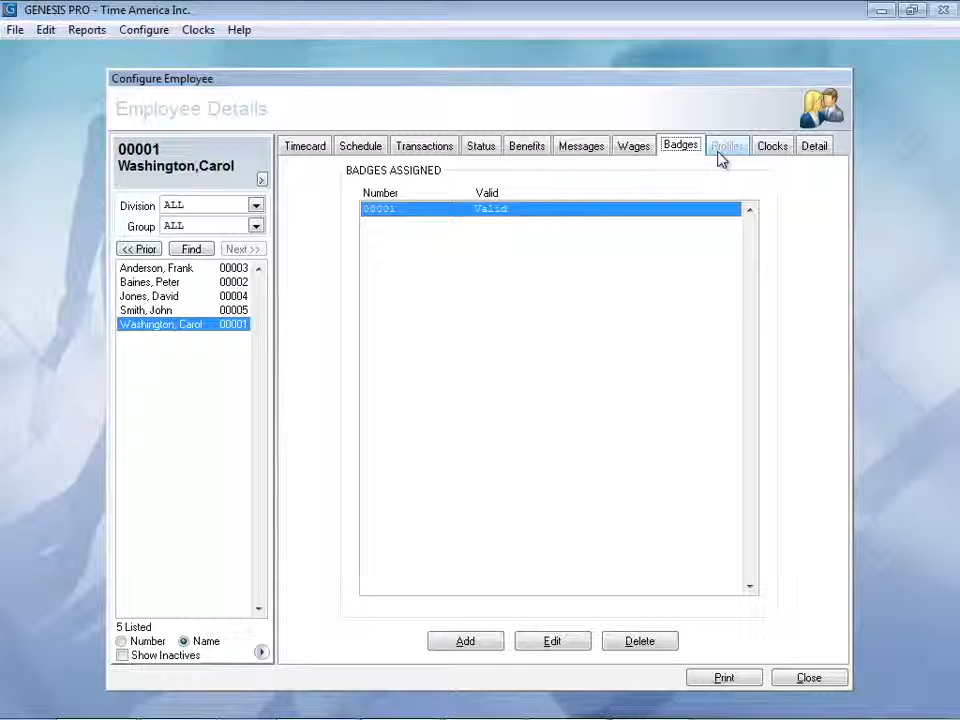 GENESIS PRO - Time America Inc.
File Edit Reports Configure Clocks Help
Configure Employee
Employee Details
00001
Washington,Carol
>
Division ALL
Group ALL
<< Prior Find Next >>
Anderson, Frank 00003
Baines, Peter 00002
Jones, David 00004
Smith, John 00005
Washington, Carol 00001
5 Listed
Number Name
Show Inactives
Timecard Schedule Transactions Status Benefits Messages Wages Badges Profiles Clocks Detail
BADGES ASSIGNED
Number Valid
00001 Valid
Add Edit Delete
Print Close